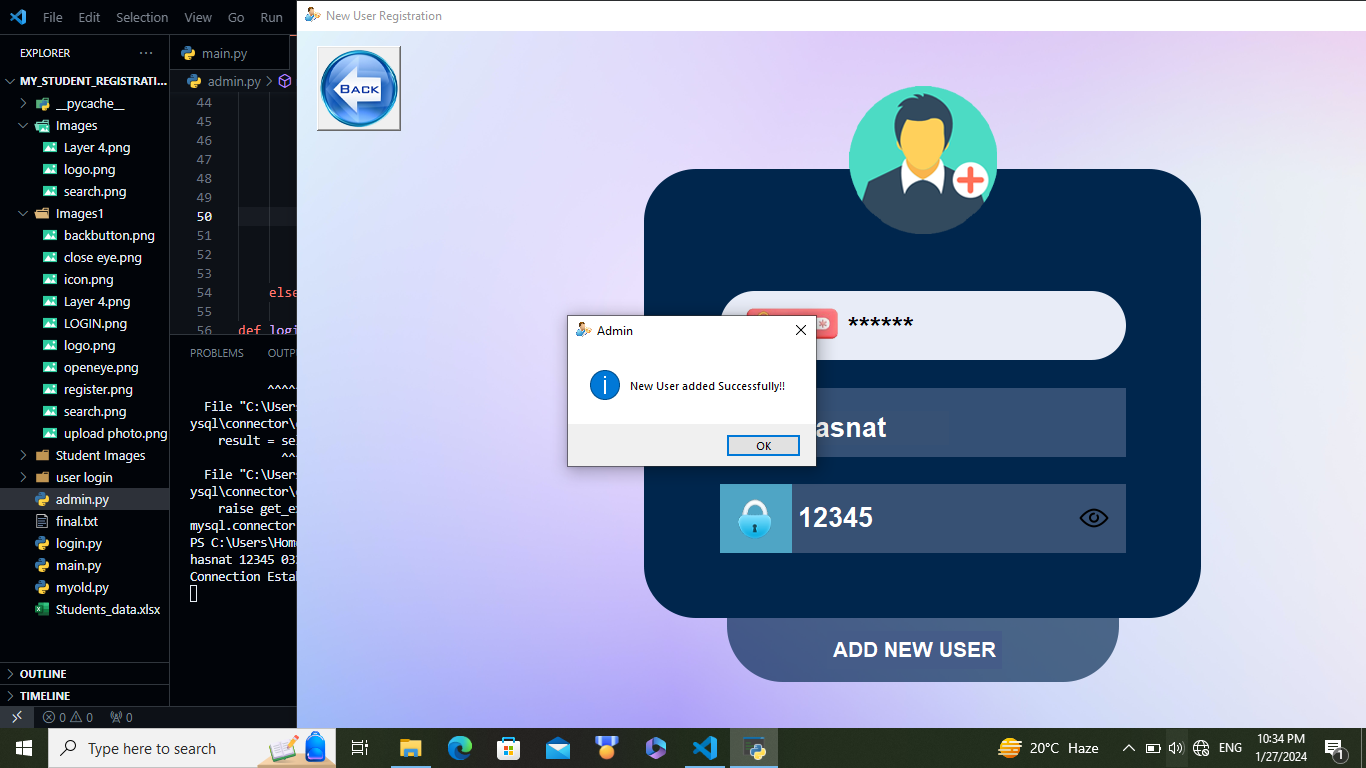 File Edit Selection View Go Run
New User Registration
EXPLORER
main.py
MY_STUDENT_REGISTRATI...
admin.py
BACK
__pycache__
Images
Layer 4.png
logo.png
search.png
Images1
backbutton.png
close eye.png
icon.png
Layer 4.png
LOGIN.png
logo.png
openeye.png
register.png
search.png
upload photo.png
Student Images
user login
admin.py
final.txt
login.py
main.py
myold.py
Students_data.xlsx
OUTLINE
TIMELINE
0 0 0
44
45
46
47
48
49
50
51
52
53
54 else
55
56 def logi
PROBLEMS OUTP
^^^^
File "C:\Users
ysql\connector\
result = se
^^
File "C:\Users
ysql\connector\
raise get_e
mysql.connector
PS C:\Users\Hom
hasnat 12345 03
Connection Estab
******
Admin
New User added Successfully!!
OK
asnat
12345
ADD NEW USER
Type here to search
20°C Haze
ENG
10:34 PM
1/27/2024
1